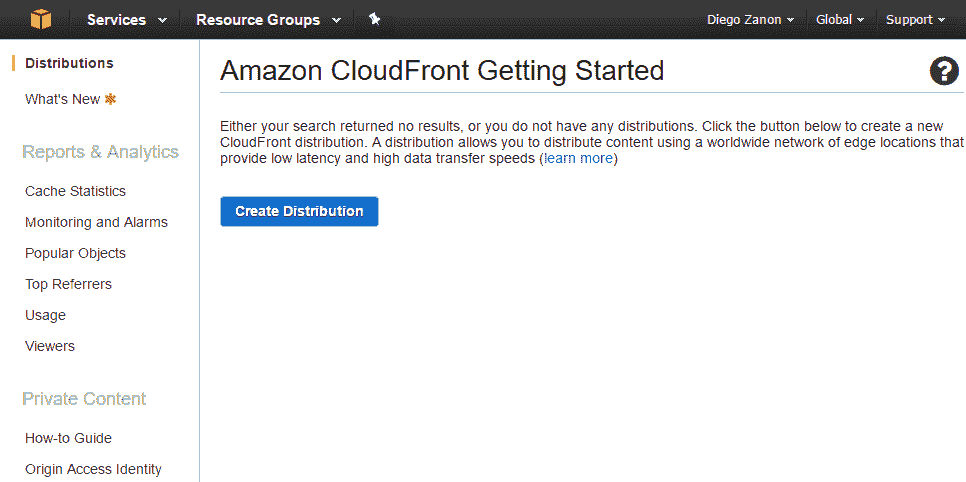 Services Resource Groups Diego Zanon Global Support
Distributions
What's New
Reports & Analytics
Cache Statistics
Monitoring and Alarms
Popular Objects
Top Referrers
Usage
Viewers
Private Content
How-to Guide
Origin Access Identity
Amazon CloudFront Getting Started
?
Either your search returned no results, or you do not have any distributions. Click the button below to create a new
CloudFront distribution. A distribution allows you to distribute content using a worldwide network of edge locations that
provide low latency and high data transfer speeds (learn more)
Create Distribution